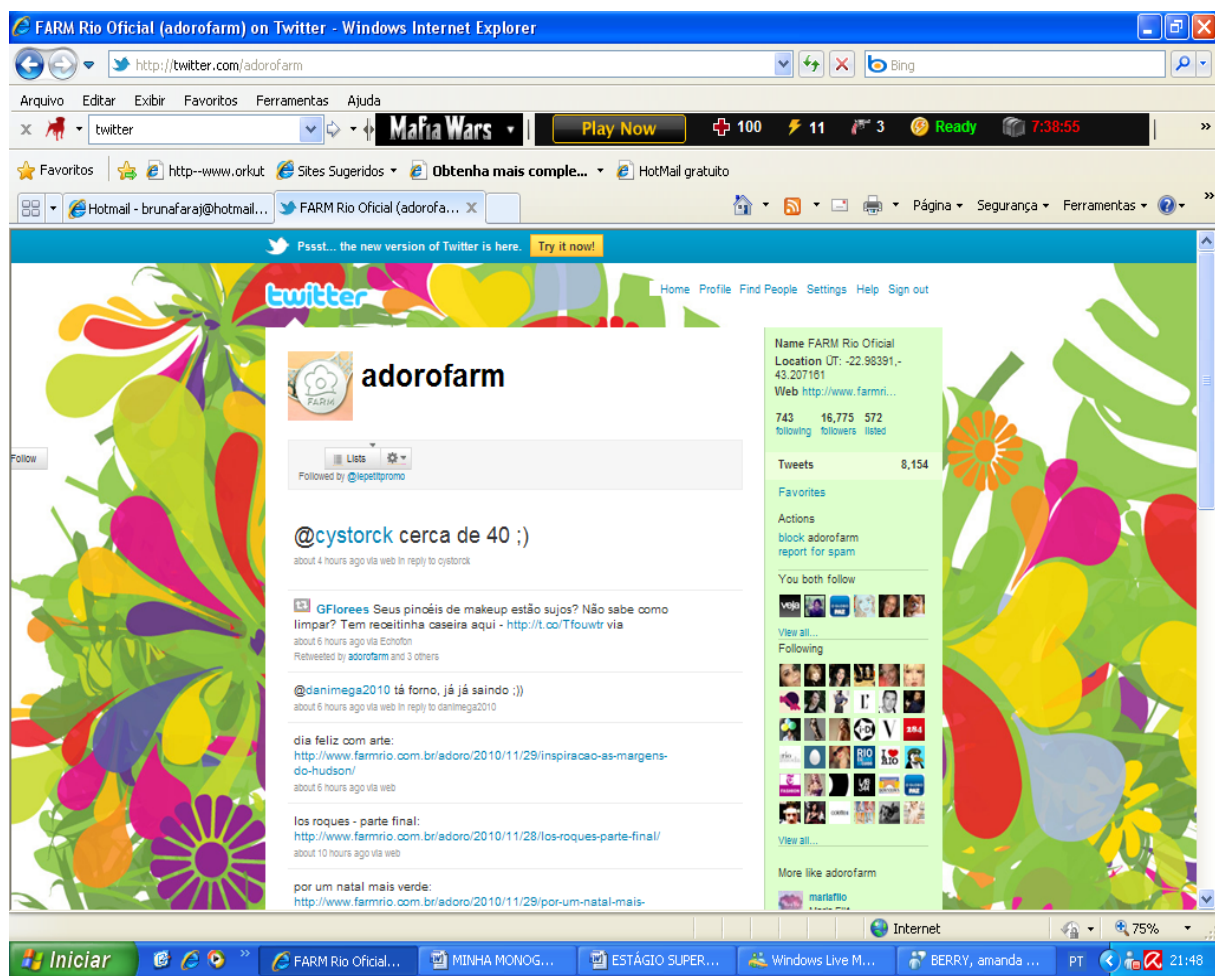 FARM Rio Oficial (adorofarm) on Twitter - Windows Internet Explorer
http://twitter.com/adorofarm
Bing
Arquivo Editar Exibir Favoritos Ferramentas Ajuda
x twitter Mafia Wars Play Now 100 11 3 Ready 7:38:55 »
Favoritos http--www.orkut Sites Sugeridos Obtenha mais comple... HotMail gratuito
Hotmail - brunafaraj@hotmail... FARM Rio Oficial (adorofa... X Página Segurança Ferramentas »
Pssst... the new version of Twitter is here. Try it now!
twitter
Home Profile Find People Settings Help Sign out
FARM
adorofarm
Follow
Lists
Followed by @lepetitpromo
@cystorck cerca de 40 ;)
about 4 hours ago via web in reply to cystorck
GFlorees Seus pincéis de makeup estão sujos? Não sabe como
limpar? Tem receitinha caseira aqui - http://t.co/Tfouwtr via
about 6 hours ago via Echofon
Retweeted by adorofarm and 3 others
@danimega2010 tá forno, já já saindo ;))
about 6 hours ago via web in reply to danimega2010
dia feliz com arte:
http://www.farmrio.com.br/adoro/2010/11/29/inspiracao-as-margens-
do-hudson/
about 6 hours ago via web
los roques - parte final:
http://www.farmrio.com.br/adoro/2010/11/28/los-roques-parte-final/
about 10 hours ago via web
por um natal mais verde:
http://www.farmrio.com.br/adoro/2010/11/29/por-um-natal-mais-
Name FARM Rio Oficial
Location ÜT: -22.98391,-
43.207161
Web http://www.farmri...
743 16,775 572
following followers listed
Tweets 8,154
Favorites
Actions
block adorofarm
report for spam
You both follow
veja
View all...
Following
i-D V 284
RIO I RIO
View all...
More like adorofarm
mariafilo
Internet 75%
Iniciar » FARM Rio Oficial... MINHA MONOG... ESTÁGIO SUPER... Windows Live M... BERRY, amanda ... PT 21:48